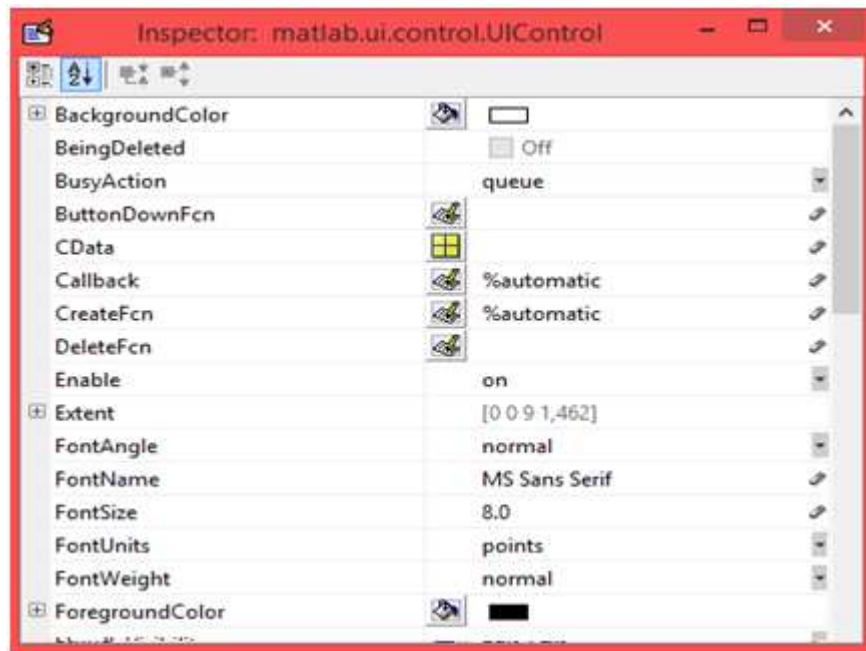 Inspector: matlab.ui.control.UIControl
BackgroundColor
BeingDeleted Off
BusyAction queue
ButtonDownFcn
CData
Callback %automatic
CreateFcn %automatic
DeleteFcn
Enable on
Extent [0 0 9 1,462]
FontAngle normal
FontName MS Sans Serif
FontSize 8.0
FontUnits points
FontWeight normal
ForegroundColor